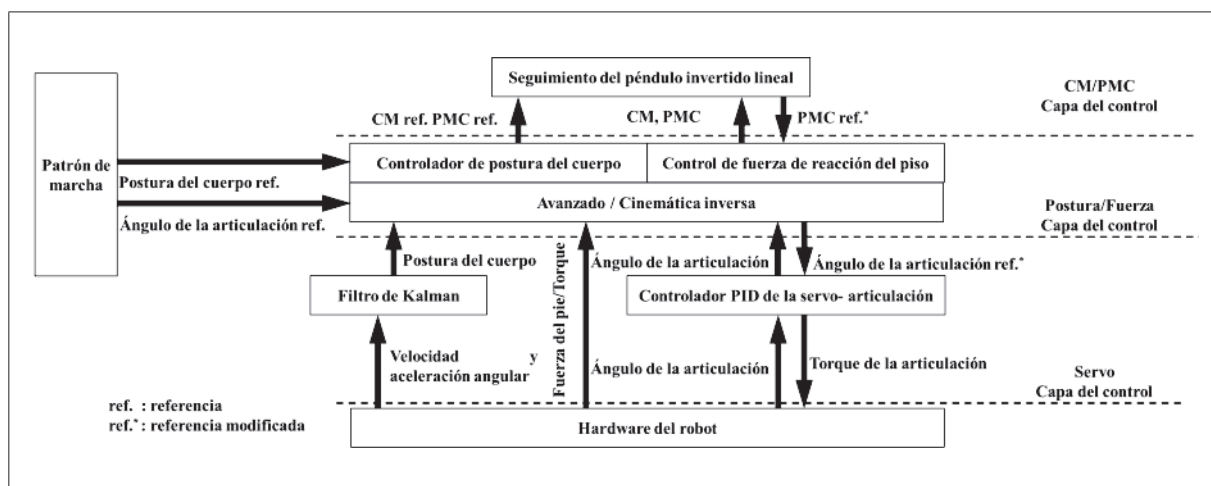 Seguimiento del péndulo invertido lineal
CM/PMC
Capa del control
CM ref. PMC ref.
CM, PMC
PMC ref.*
Patrón de
marcha
Controlador de postura del cuerpo
Control de fuerza de reacción del piso
Postura del cuerpo ref.
Avanzado / Cinemática inversa
Postura/Fuerza
Capa del control
Ángulo de la articulación ref.
Postura del cuerpo
Fuerza del pie/Torque
Ángulo de la articulación
Ángulo de la articulación ref.*
Filtro de Kalman
Controlador PID de la servo- articulación
Velocidad y
aceleración angular
Ángulo de la articulación
Torque de la articulación
Servo
Capa del control
ref. : referencia
ref.* : referencia modificada
Hardware del robot